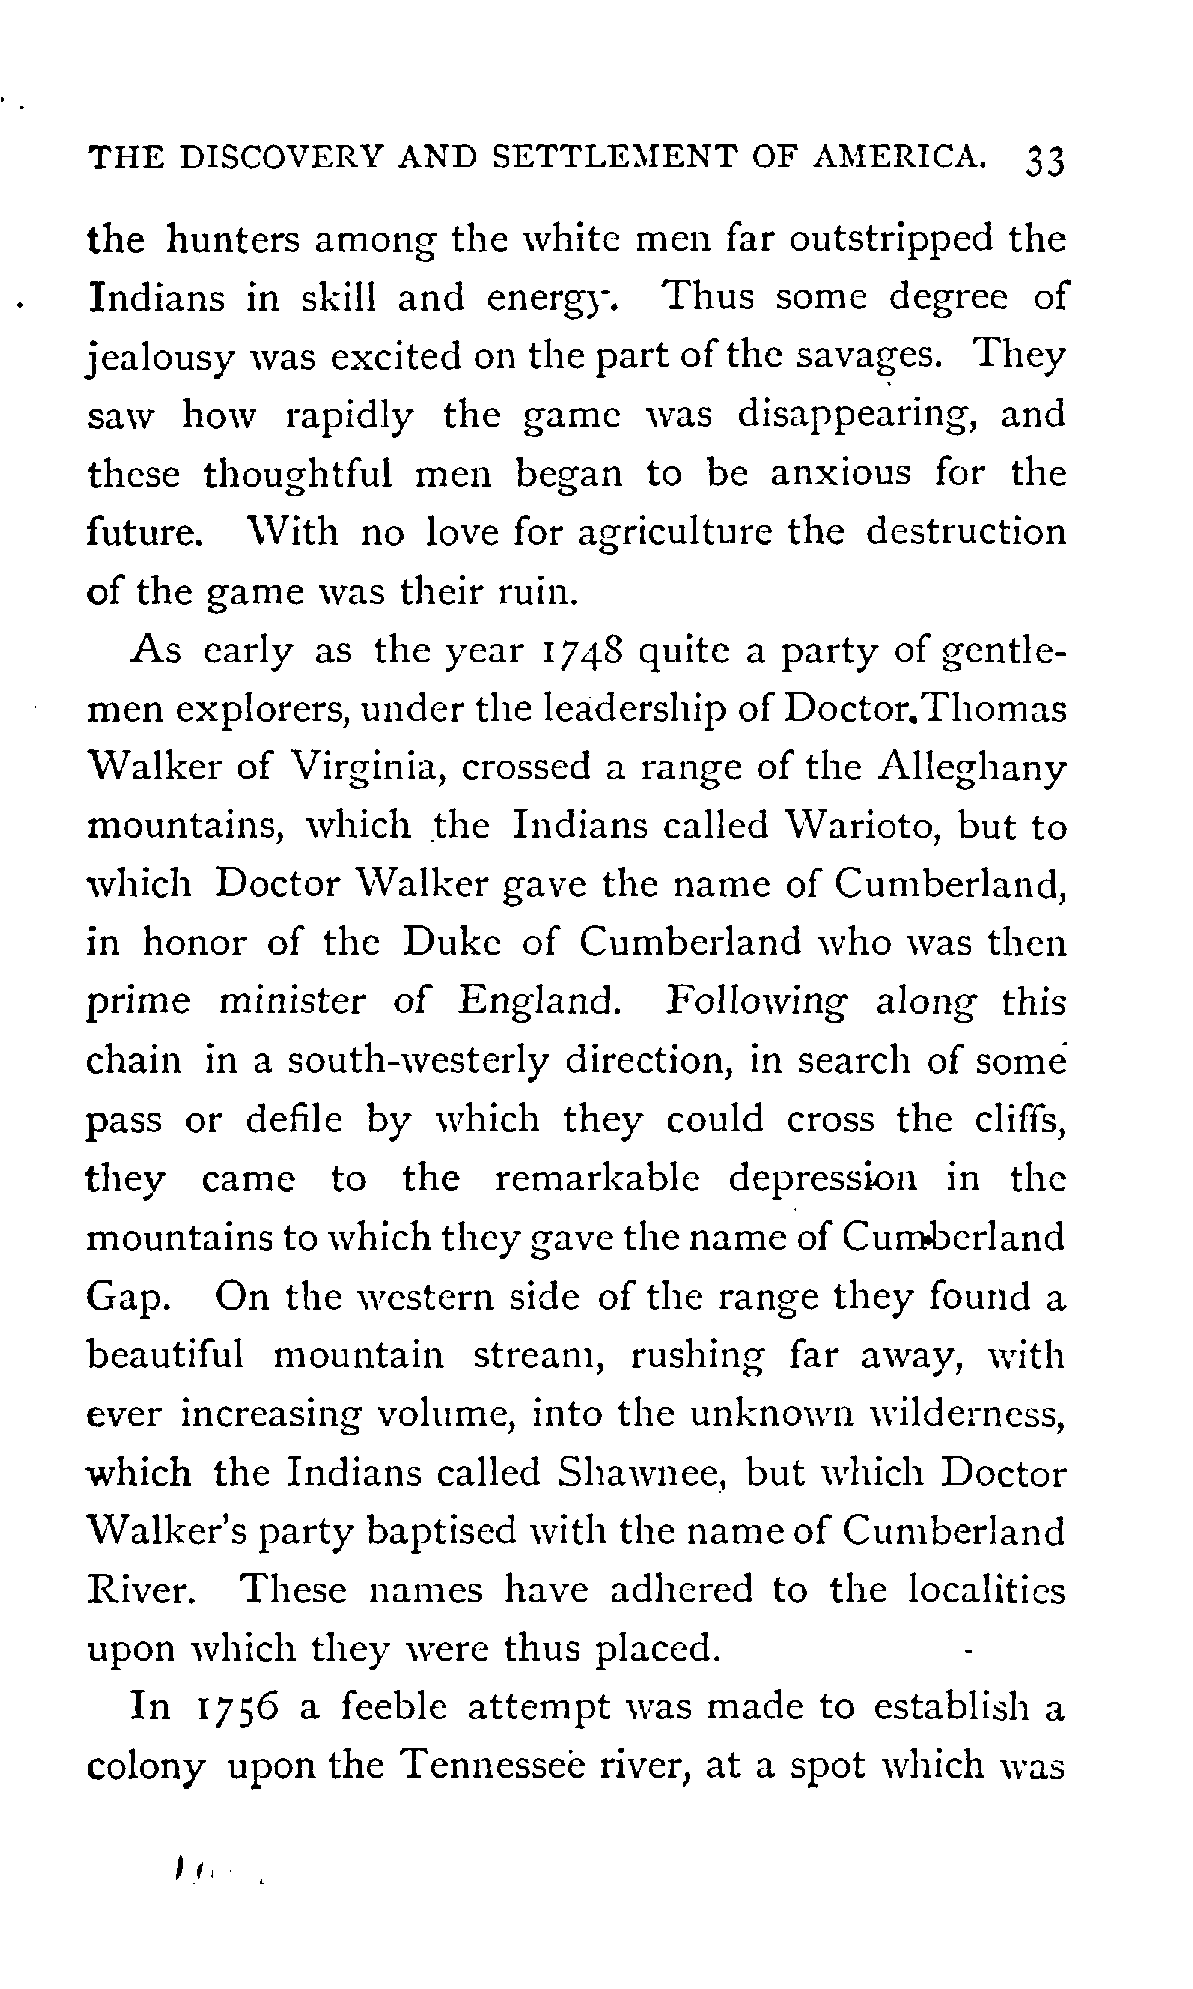 THE DISCOVERY AND SETTLEMENT OF AMERICA. 33
the hunters among the white men far outstripped the
Indians in skill and energy. Thus some degree of
jealousy was excited on the part of the savages. They
saw how rapidly the game was disappearing, and
these thoughtful men began to be anxious for the
future. With no love for agriculture the destruction
of the game was their ruin.
As early as the year 1748 quite a party of gentle-
men explorers, under the leadership of Doctor.Thomas
Walker of Virginia, crossed a range of the Alleghany
mountains, which the Indians called Warioto, but to
which Doctor Walker gave the name of Cumberland,
in honor of the Duke of Cumberland who was then
prime minister of England. Following along this
chain in a south-westerly direction, in search of some
pass or defile by which they could cross the cliffs,
they came to the remarkable depression in the
mountains to which they gave the name of Cumberland
Gap. On the western side of the range they found a
beautiful mountain stream, rushing far away, with
ever increasing volume, into the unknown wilderness,
which the Indians called Shawnee, but which Doctor
Walker's party baptised with the name of Cumberland
River. These names have adhered to the localities
upon which they were thus placed.
In 1756 a feeble attempt was made to establish a
colony upon the Tennessee river, at a spot which was